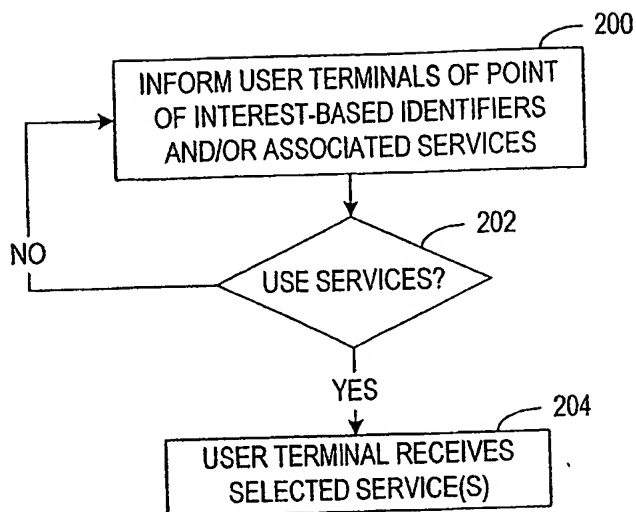 200
INFORM USER TERMINALS OF POINT
OF INTEREST-BASED IDENTIFIERS
AND/OR ASSOCIATED SERVICES
202
NO
USE SERVICES?
YES
204
USER TERMINAL RECEIVES
SELECTED SERVICE(S)